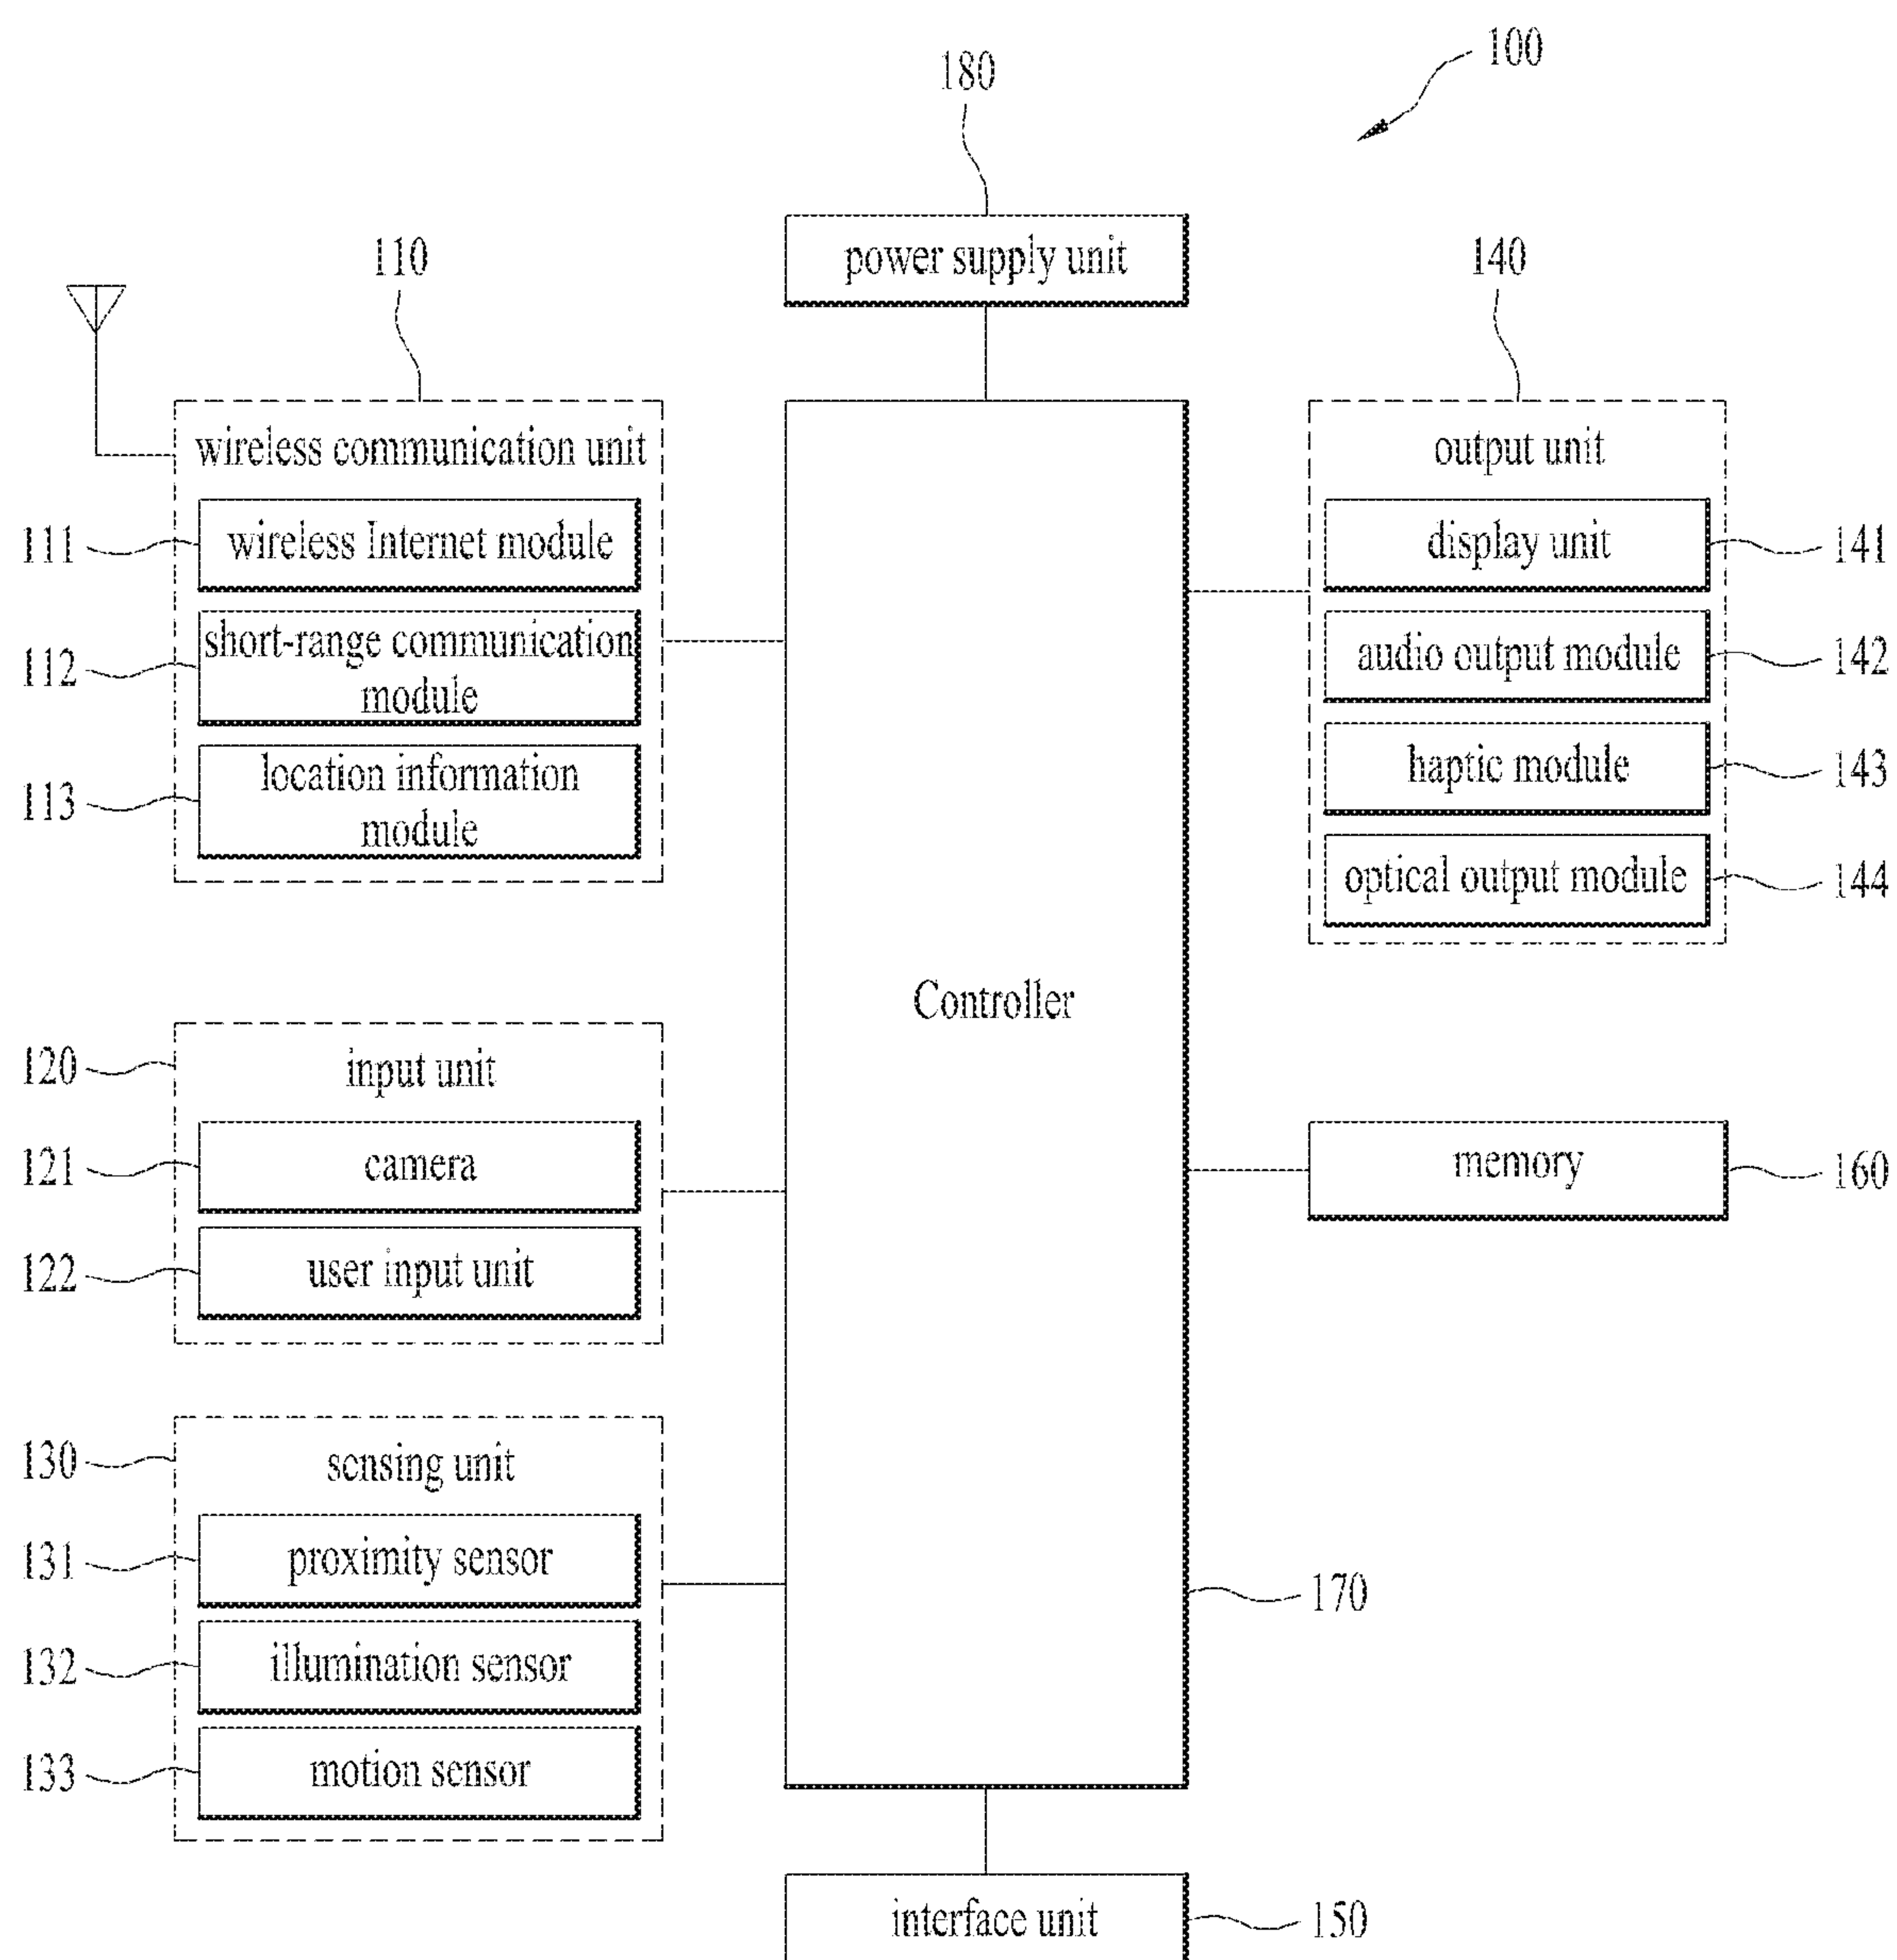 100
180
power supply unit
110
wireless communication unit
111
wireless Internet module
112
short-range communication
module
113
location information
module
140
output unit
display unit
141
audio output module
142
haptic module
143
optical output module
144
Controller
120
input unit
121
camera
122
user input unit
memory
160
130
sensing unit
131
proximity sensor
132
illumination sensor
133
motion sensor
170
interface unit
150